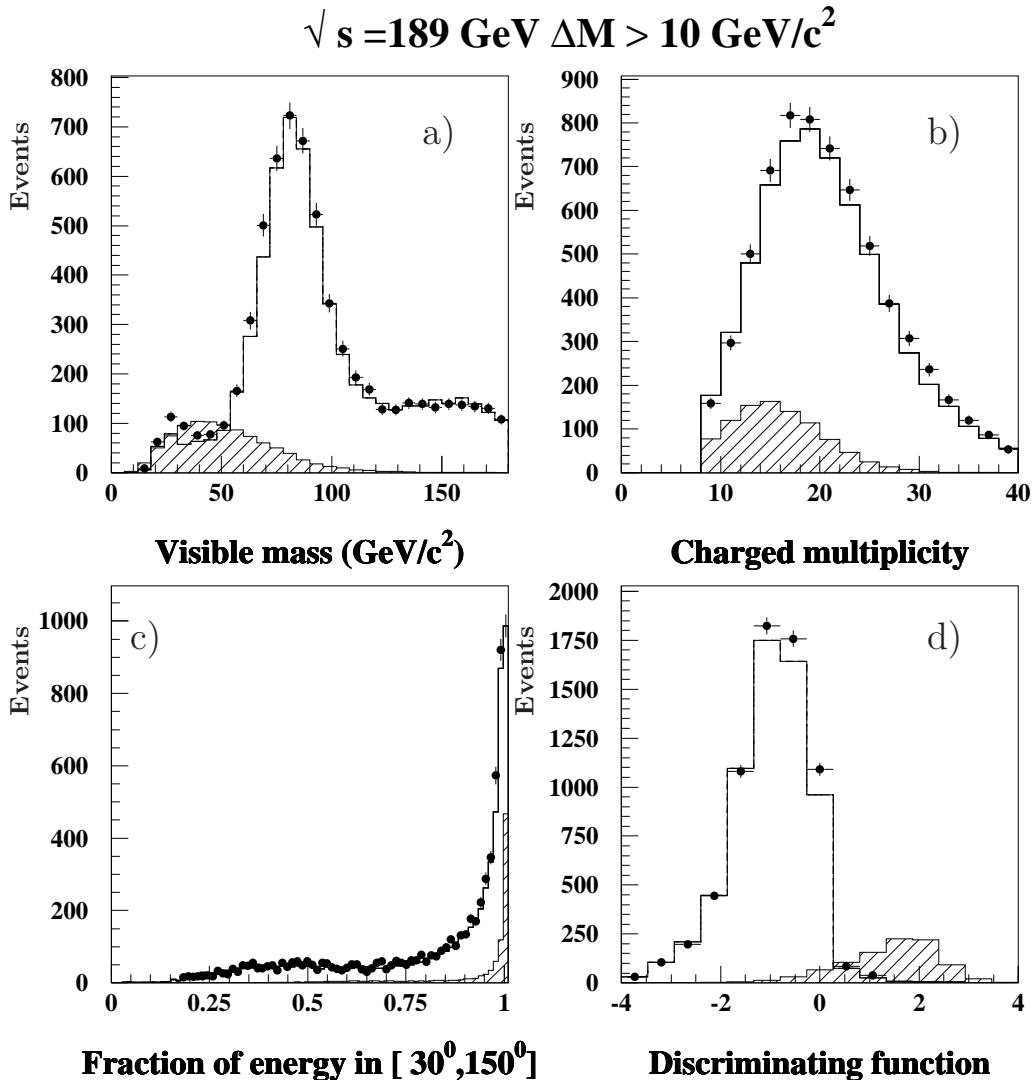 √ s =189 GeV ΔM > 10 GeV/c²
a)
Events
800
700
600
500
400
300
200
100
0
0 50 100 150
Visible mass (GeV/c²)
b)
Events
900
800
700
600
500
400
300
200
100
0
0 10 20 30 40
Charged multiplicity
c)
Events
1000
800
600
400
200
0
0 0.25 0.5 0.75 1
Fraction of energy in [ 30⁰,150⁰]
d)
Events
2000
1750
1500
1250
1000
750
500
250
0
-4 -2 0 2 4
Discriminating function